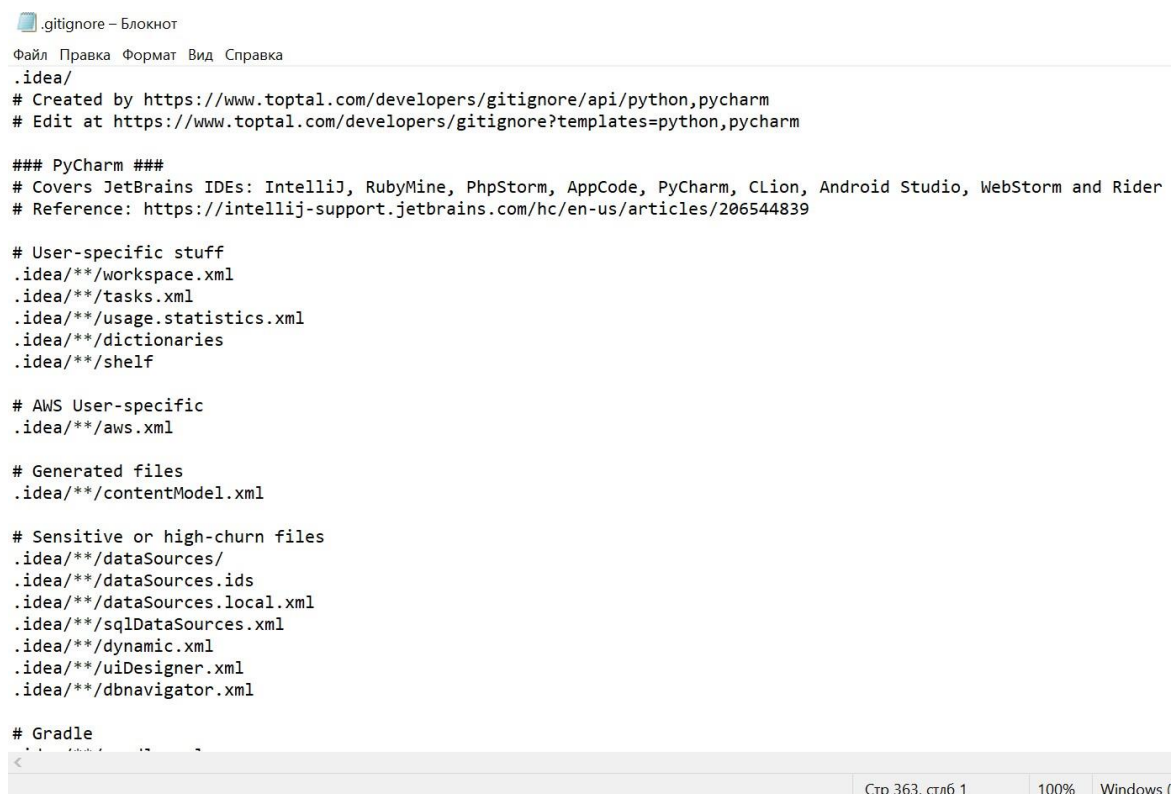 .gitignore – Блокнот
Файл Правка Формат Вид Справка
.idea/
# Created by https://www.toptal.com/developers/gitignore/api/python,pycharm
# Edit at https://www.toptal.com/developers/gitignore?templates=python,pycharm
### PyCharm ###
# Covers JetBrains IDEs: IntelliJ, RubyMine, PhpStorm, AppCode, PyCharm, CLion, Android Studio, WebStorm and Rider
# Reference: https://intellij-support.jetbrains.com/hc/en-us/articles/206544839
# User-specific stuff
.idea/**/workspace.xml
.idea/**/tasks.xml
.idea/**/usage.statistics.xml
.idea/**/dictionaries
.idea/**/shelf
# AWS User-specific
.idea/**/aws.xml
# Generated files
.idea/**/contentModel.xml
# Sensitive or high-churn files
.idea/**/dataSources/
.idea/**/dataSources.ids
.idea/**/dataSources.local.xml
.idea/**/sqlDataSources.xml
.idea/**/dynamic.xml
.idea/**/uiDesigner.xml
.idea/**/dbnavigator.xml
# Gradle
Стр 363, стлб 1 100% Windows (